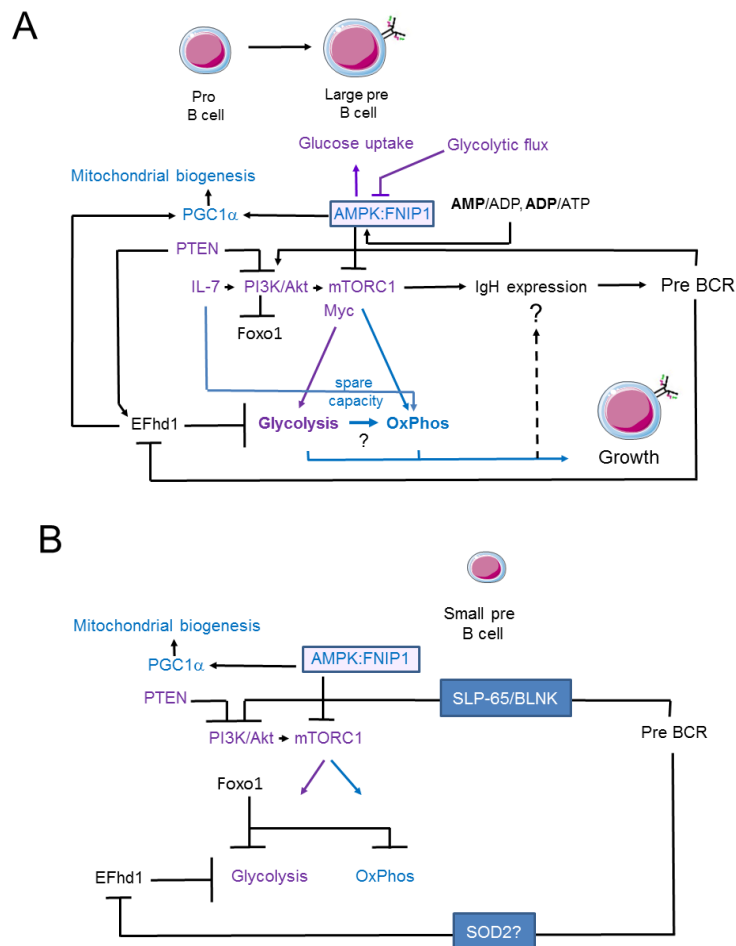 A
Pro
B cell
Large pre
B cell
Glucose uptake
Glycolytic flux
Mitochondrial biogenesis
PGC1α
AMPK:FNIP1
AMP/ADP, ADP/ATP
PTEN
IL-7
PI3K/Akt
mTORC1
IgH expression
Pre BCR
Myc
Foxo1
?
spare
capacity
EFhd1
Glycolysis
OxPhos
?
Growth
B
Small pre
B cell
Mitochondrial biogenesis
PGC1α
AMPK:FNIP1
PTEN
SLP-65/BLNK
PI3K/Akt
mTORC1
Pre BCR
Foxo1
EFhd1
Glycolysis
OxPhos
SOD2?